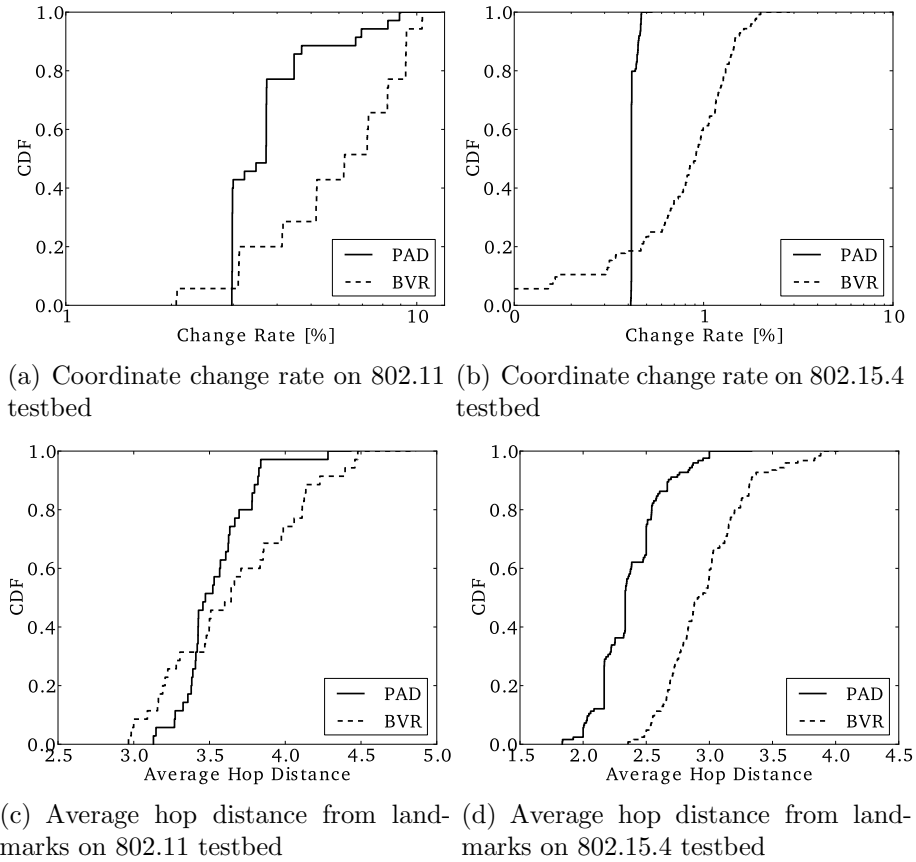 1.0
0.8
0.6
0.4
0.2
0.0
CDF
1
10
Change Rate [%]
PAD
BVR
(a) Coordinate change rate on 802.11
testbed
1.0
0.8
0.6
0.4
0.2
0.0
CDF
0
1
10
Change Rate [%]
PAD
BVR
(b) Coordinate change rate on 802.15.4
testbed
1.0
0.8
0.6
0.4
0.2
0.0
CDF
2.5 3.0 3.5 4.0 4.5 5.0
Average Hop Distance
PAD
BVR
(c) Average hop distance from land-
marks on 802.11 testbed
1.0
0.8
0.6
0.4
0.2
0.0
CDF
1.5 2.0 2.5 3.0 3.5 4.0 4.5
Average Hop Distance
PAD
BVR
(d) Average hop distance from land-
marks on 802.15.4 testbed